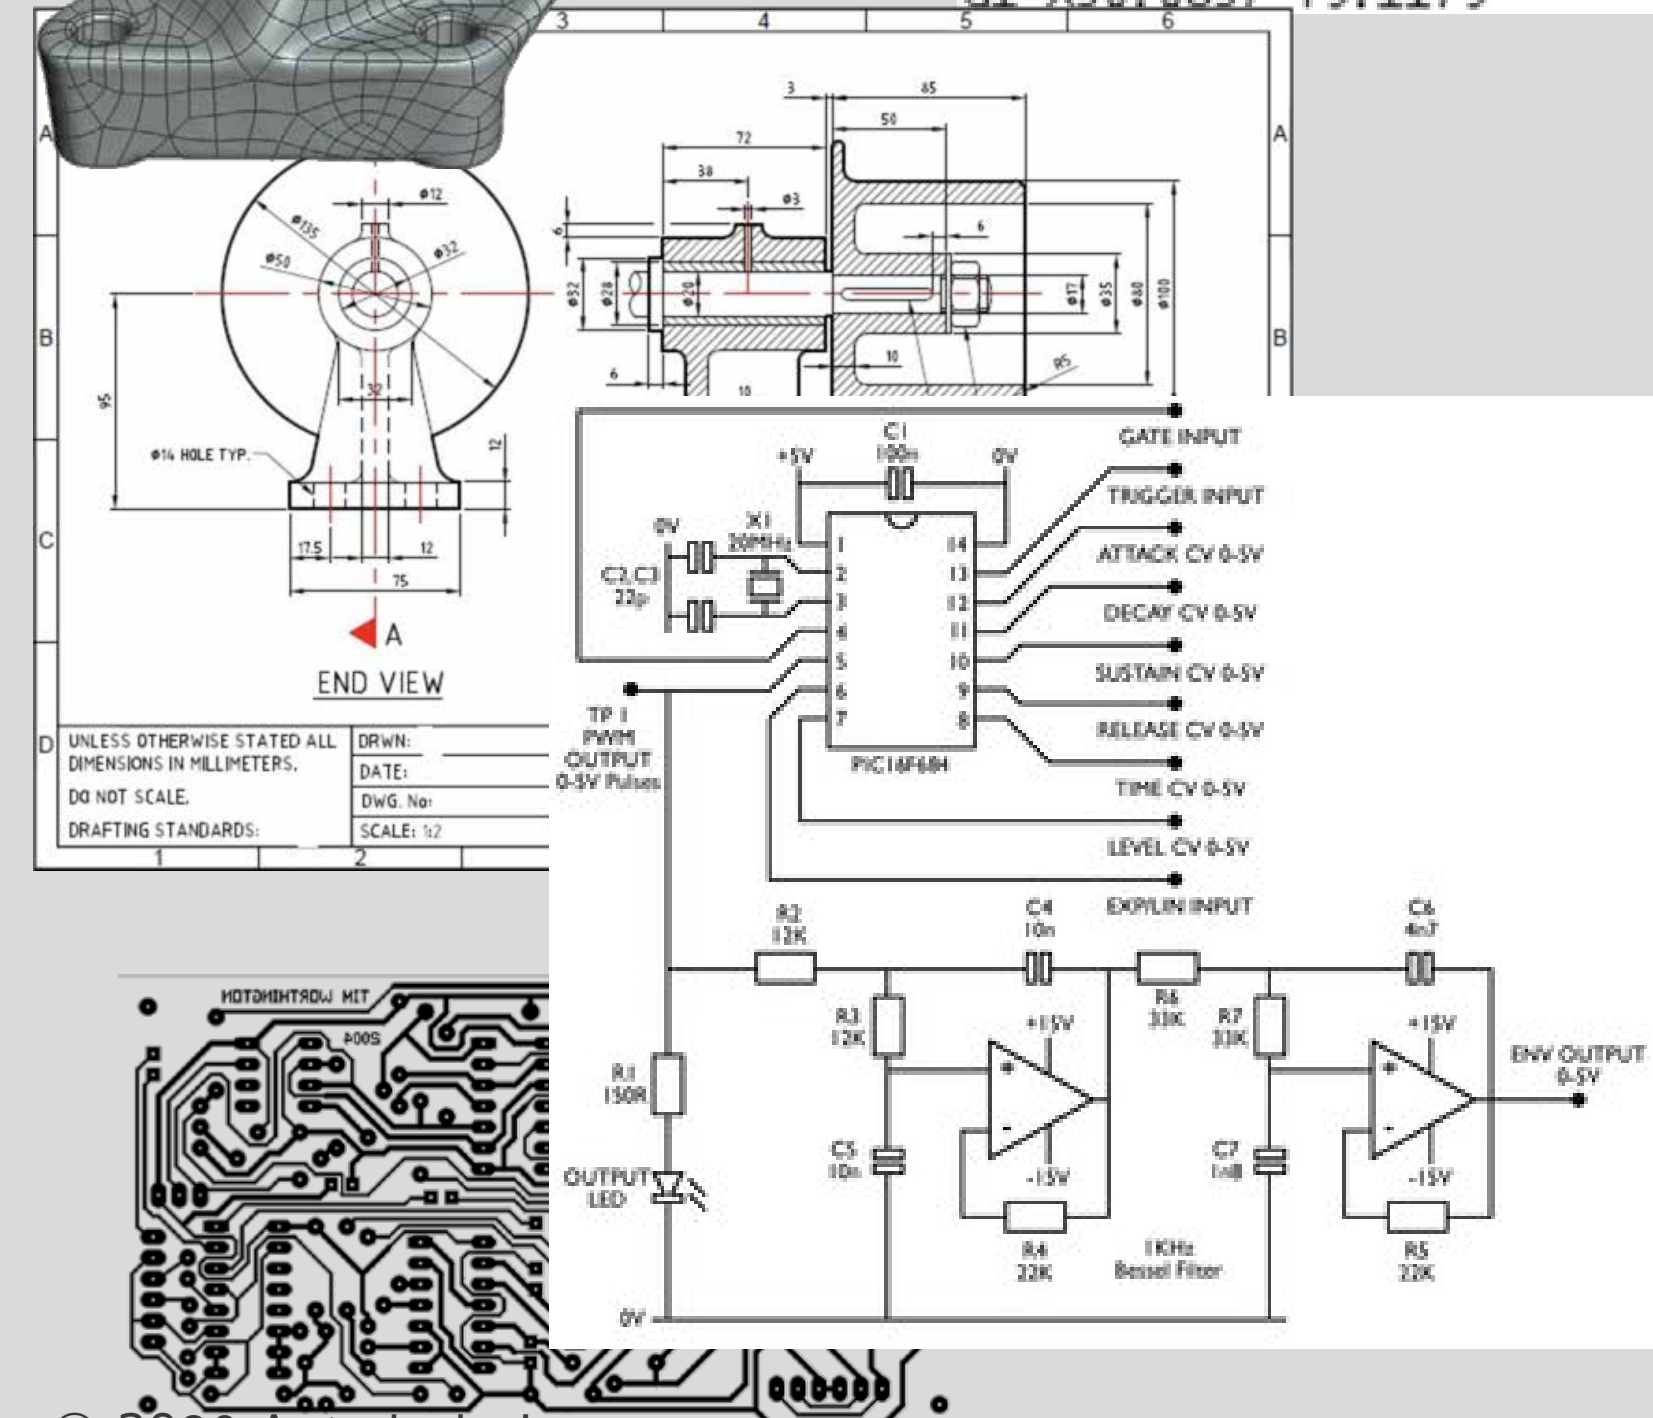 3
4
5
6
A
A
3
85
50
72
38
ø3
ø12
ø135
ø50
ø32
6
6
ø32
ø28
ø20
ø17
ø35
ø80
ø100
B
B
95
32
6
10
10
R5
ø14 HOLE TYP.
12
C
17.5
12
75
A
END VIEW
D
UNLESS OTHERWISE STATED ALL
DIMENSIONS IN MILLIMETERS.
DO NOT SCALE.
DRAFTING STANDARDS:
DRWN:
DATE:
DWG. No:
SCALE: 1:2
1
2
GATE INPUT
TRIGGER INPUT
ATTACK CV 0-5V
DECAY CV 0-5V
SUSTAIN CV 0-5V
RELEASE CV 0-5V
TIME CV 0-5V
LEVEL CV 0-5V
EXP/LIN INPUT
C1
100n
+5V
0V
0V
X1
20MHz
C2,C3
22p
1
2
3
4
5
6
7
14
13
12
11
10
9
8
PIC16F684
TP1
PWM
OUTPUT
0-5V Pulses
R2
12K
C4
10n
C6
4n7
R3
12K
+15V
R6
33K
R7
33K
+15V
ENV OUTPUT
0-5V
R1
150R
+
-
+
-
C5
10n
-15V
C7
1n8
-15V
OUTPUT
LED
R4
22K
1KHz
Bessel Filter
R5
22K
0V
TIM WORTHINGTON
2004